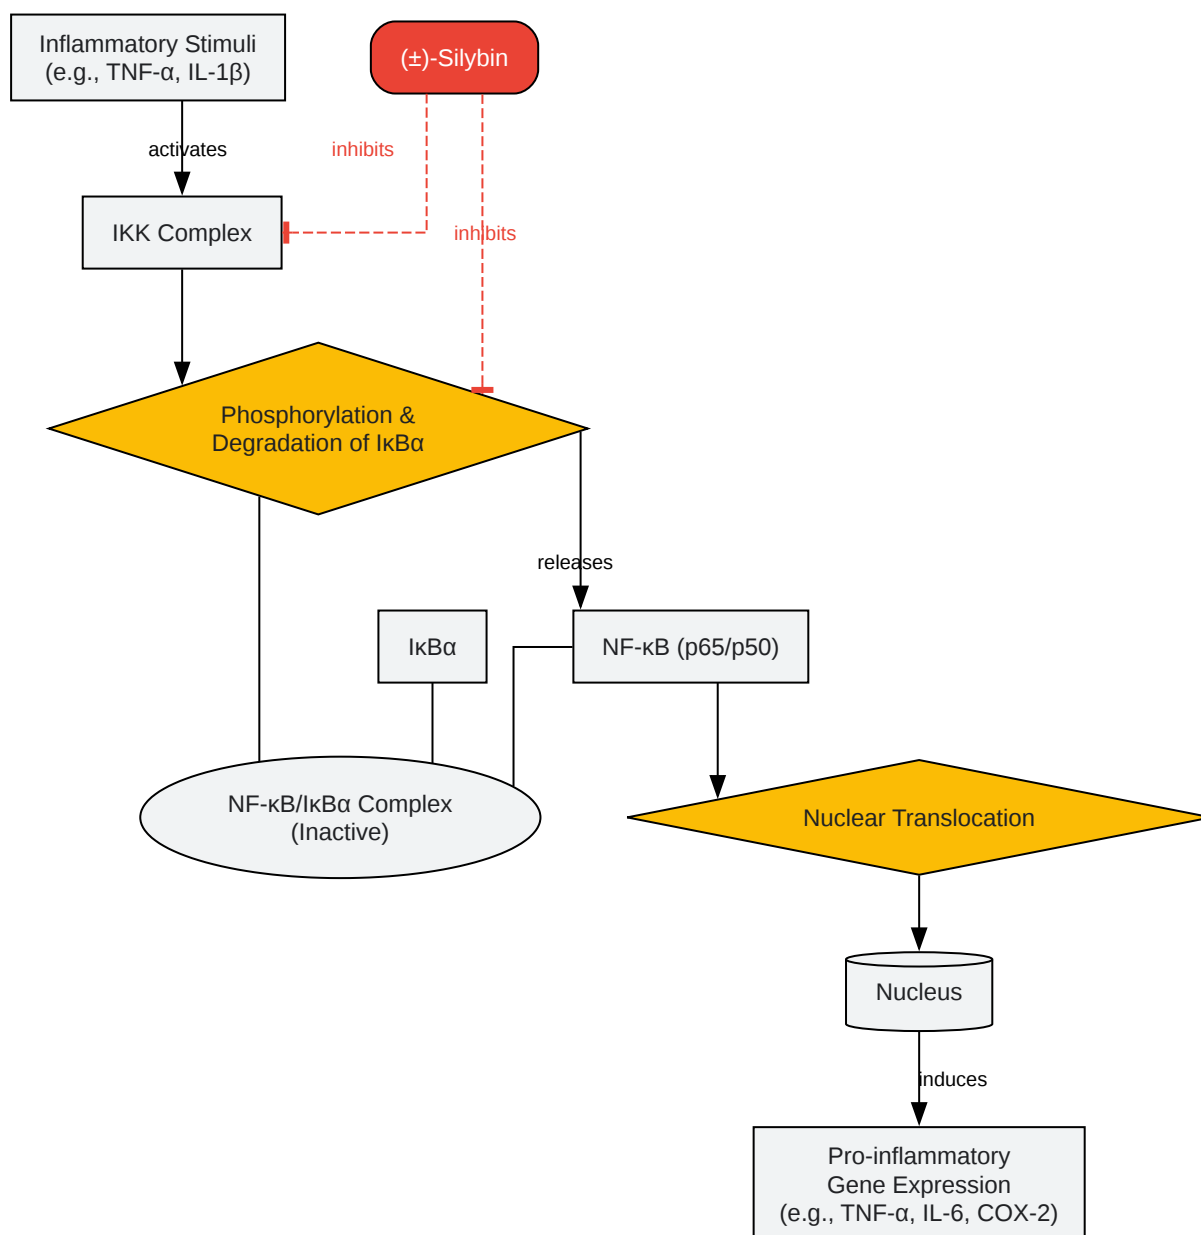 Inflammatory Stimuli
(e.g., TNF-α, IL-1β)
(±)-Silybin
activates
inhibits
IKK Complex
inhibits
Phosphorylation &
Degradation of IκBα
releases
IκBα
NF-κB (p65/p50)
NF-κB/IκBα Complex
(Inactive)
Nuclear Translocation
Nucleus
induces
Pro-inflammatory
Gene Expression
(e.g., TNF-α, IL-6, COX-2)